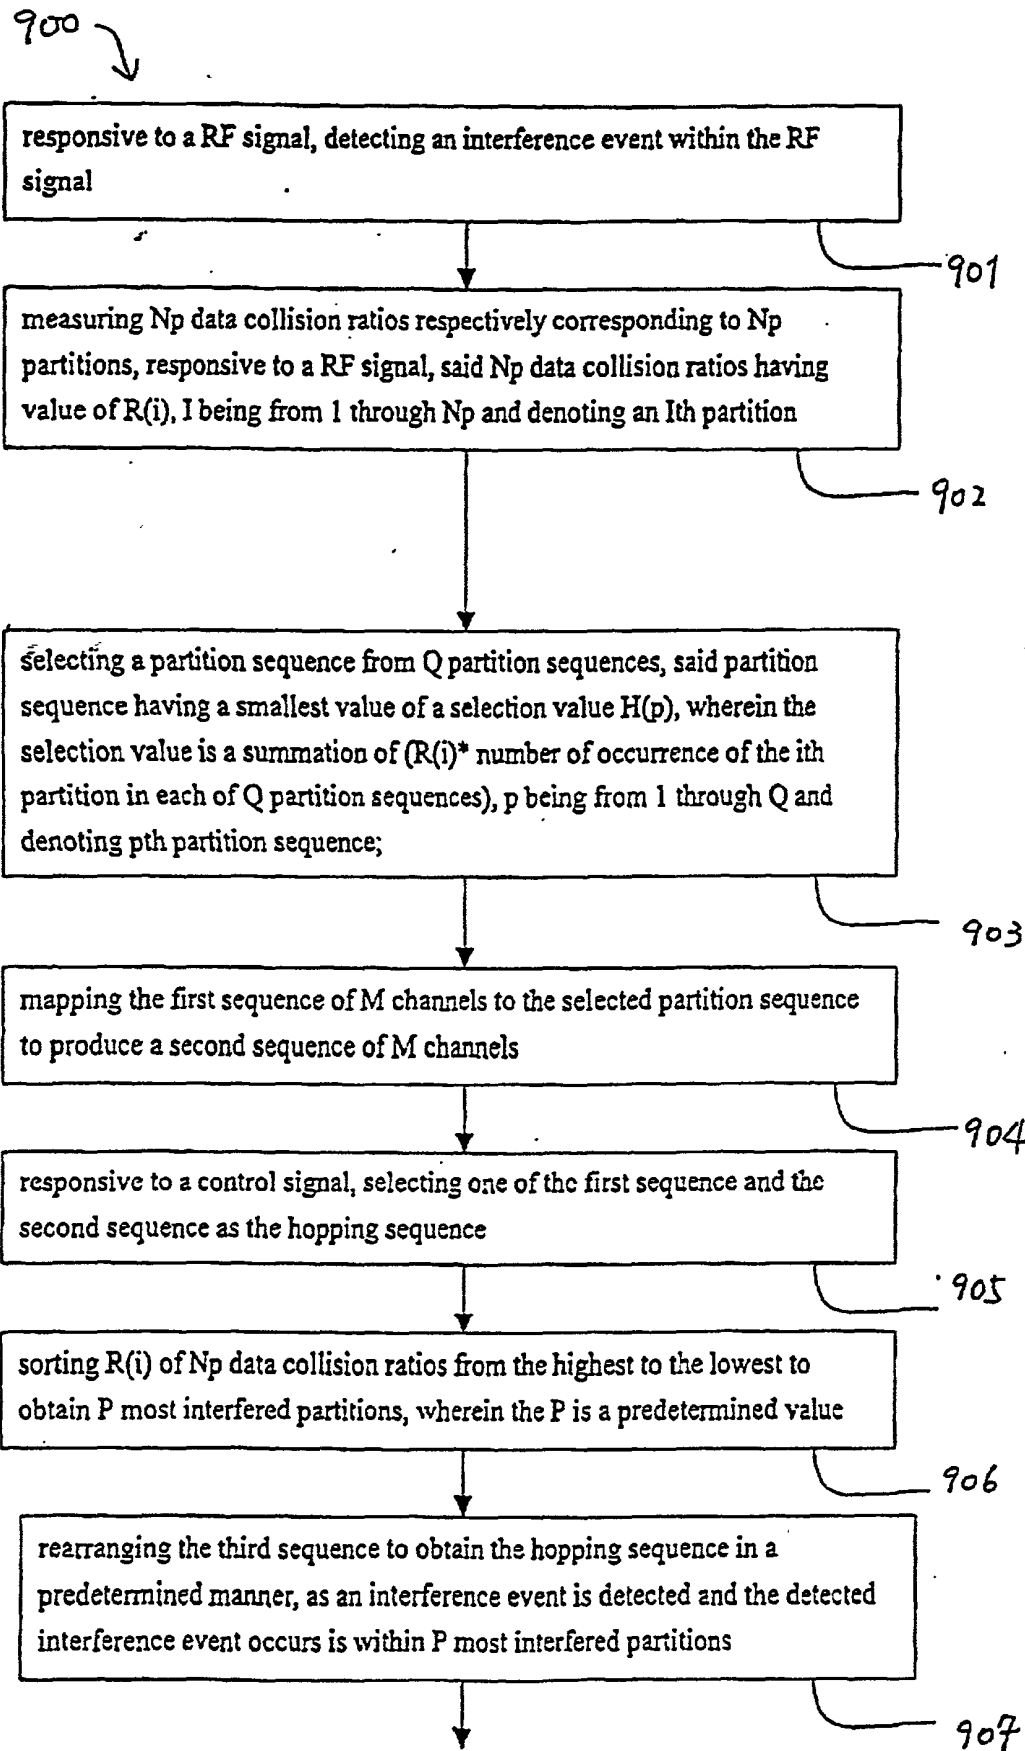 900
responsive to a RF signal, detecting an interference event within the RF
signal
901
measuring Np data collision ratios respectively corresponding to Np
partitions, responsive to a RF signal, said Np data collision ratios having
value of R(i), I being from 1 through Np and denoting an Ith partition
902
selecting a partition sequence from Q partition sequences, said partition
sequence having a smallest value of a selection value H(p), wherein the
selection value is a summation of (R(i)* number of occurrence of the ith
partition in each of Q partition sequences), p being from 1 through Q and
denoting pth partition sequence;
903
mapping the first sequence of M channels to the selected partition sequence
to produce a second sequence of M channels
904
responsive to a control signal, selecting one of the first sequence and the
second sequence as the hopping sequence
905
sorting R(i) of Np data collision ratios from the highest to the lowest to
obtain P most interfered partitions, wherein the P is a predetermined value
906
rearranging the third sequence to obtain the hopping sequence in a
predetermined manner, as an interference event is detected and the detected
interference event occurs is within P most interfered partitions
907